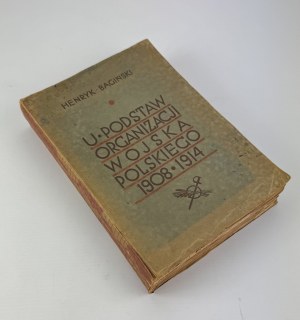 HENRYK·BAGIŃSKI
U·PODSTAW
ORGANIZACJI
WOJSKA
POLSKIEGO
1908·1914